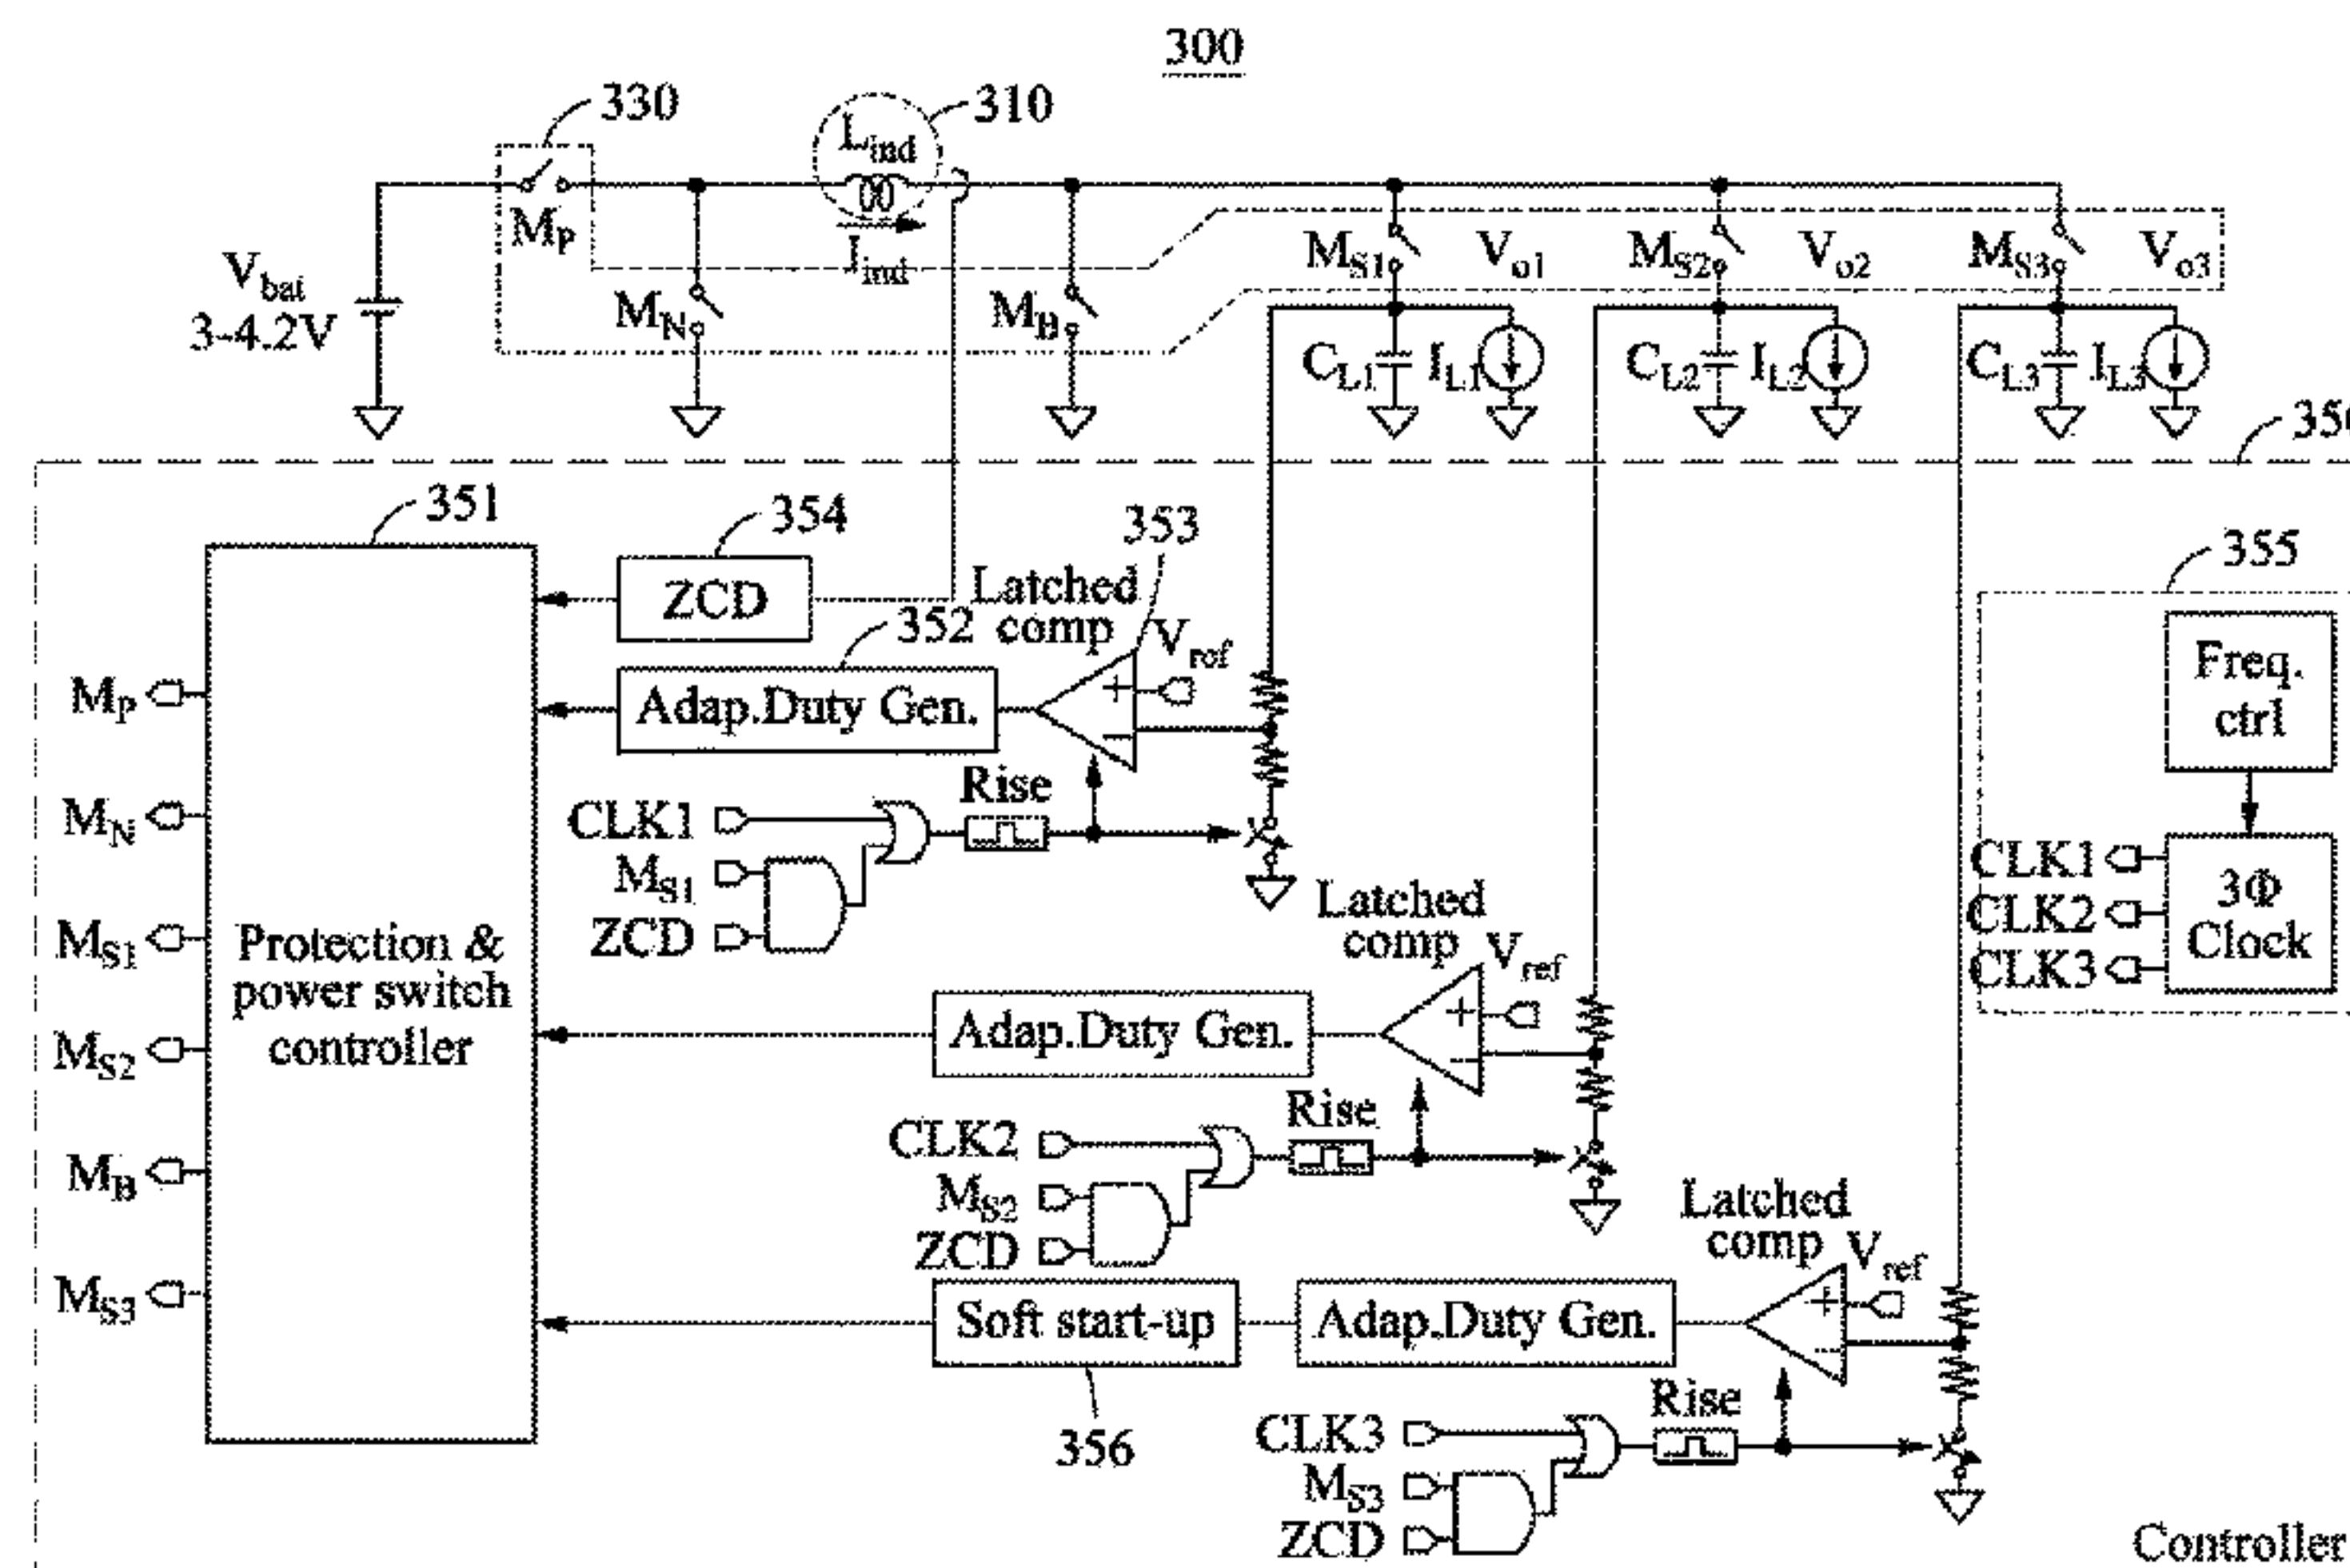 300
330
310
L_ind
M_P
I_ind
V_bat
3-4.2V
M_N
M_B
M_S1
V_o1
M_S2
V_o2
M_S3
V_o3
C_L1
I_L1
C_L2
I_L2
C_L3
I_L3
351
354
353
355
ZCD
Latched
comp
352
V_ref
Adap.Duty Gen.
Freq.
ctrl
M_P
M_N
M_S1
M_S2
M_B
M_S3
Protection &
power switch
controller
Rise
CLK1
M_S1
ZCD
CLK1
CLK2
CLK3
3Φ
Clock
Latched
comp
V_ref
Adap.Duty Gen.
Rise
CLK2
M_S2
ZCD
Latched
comp
V_ref
Soft start-up
Adap.Duty Gen.
356
Rise
CLK3
M_S3
ZCD
Controller